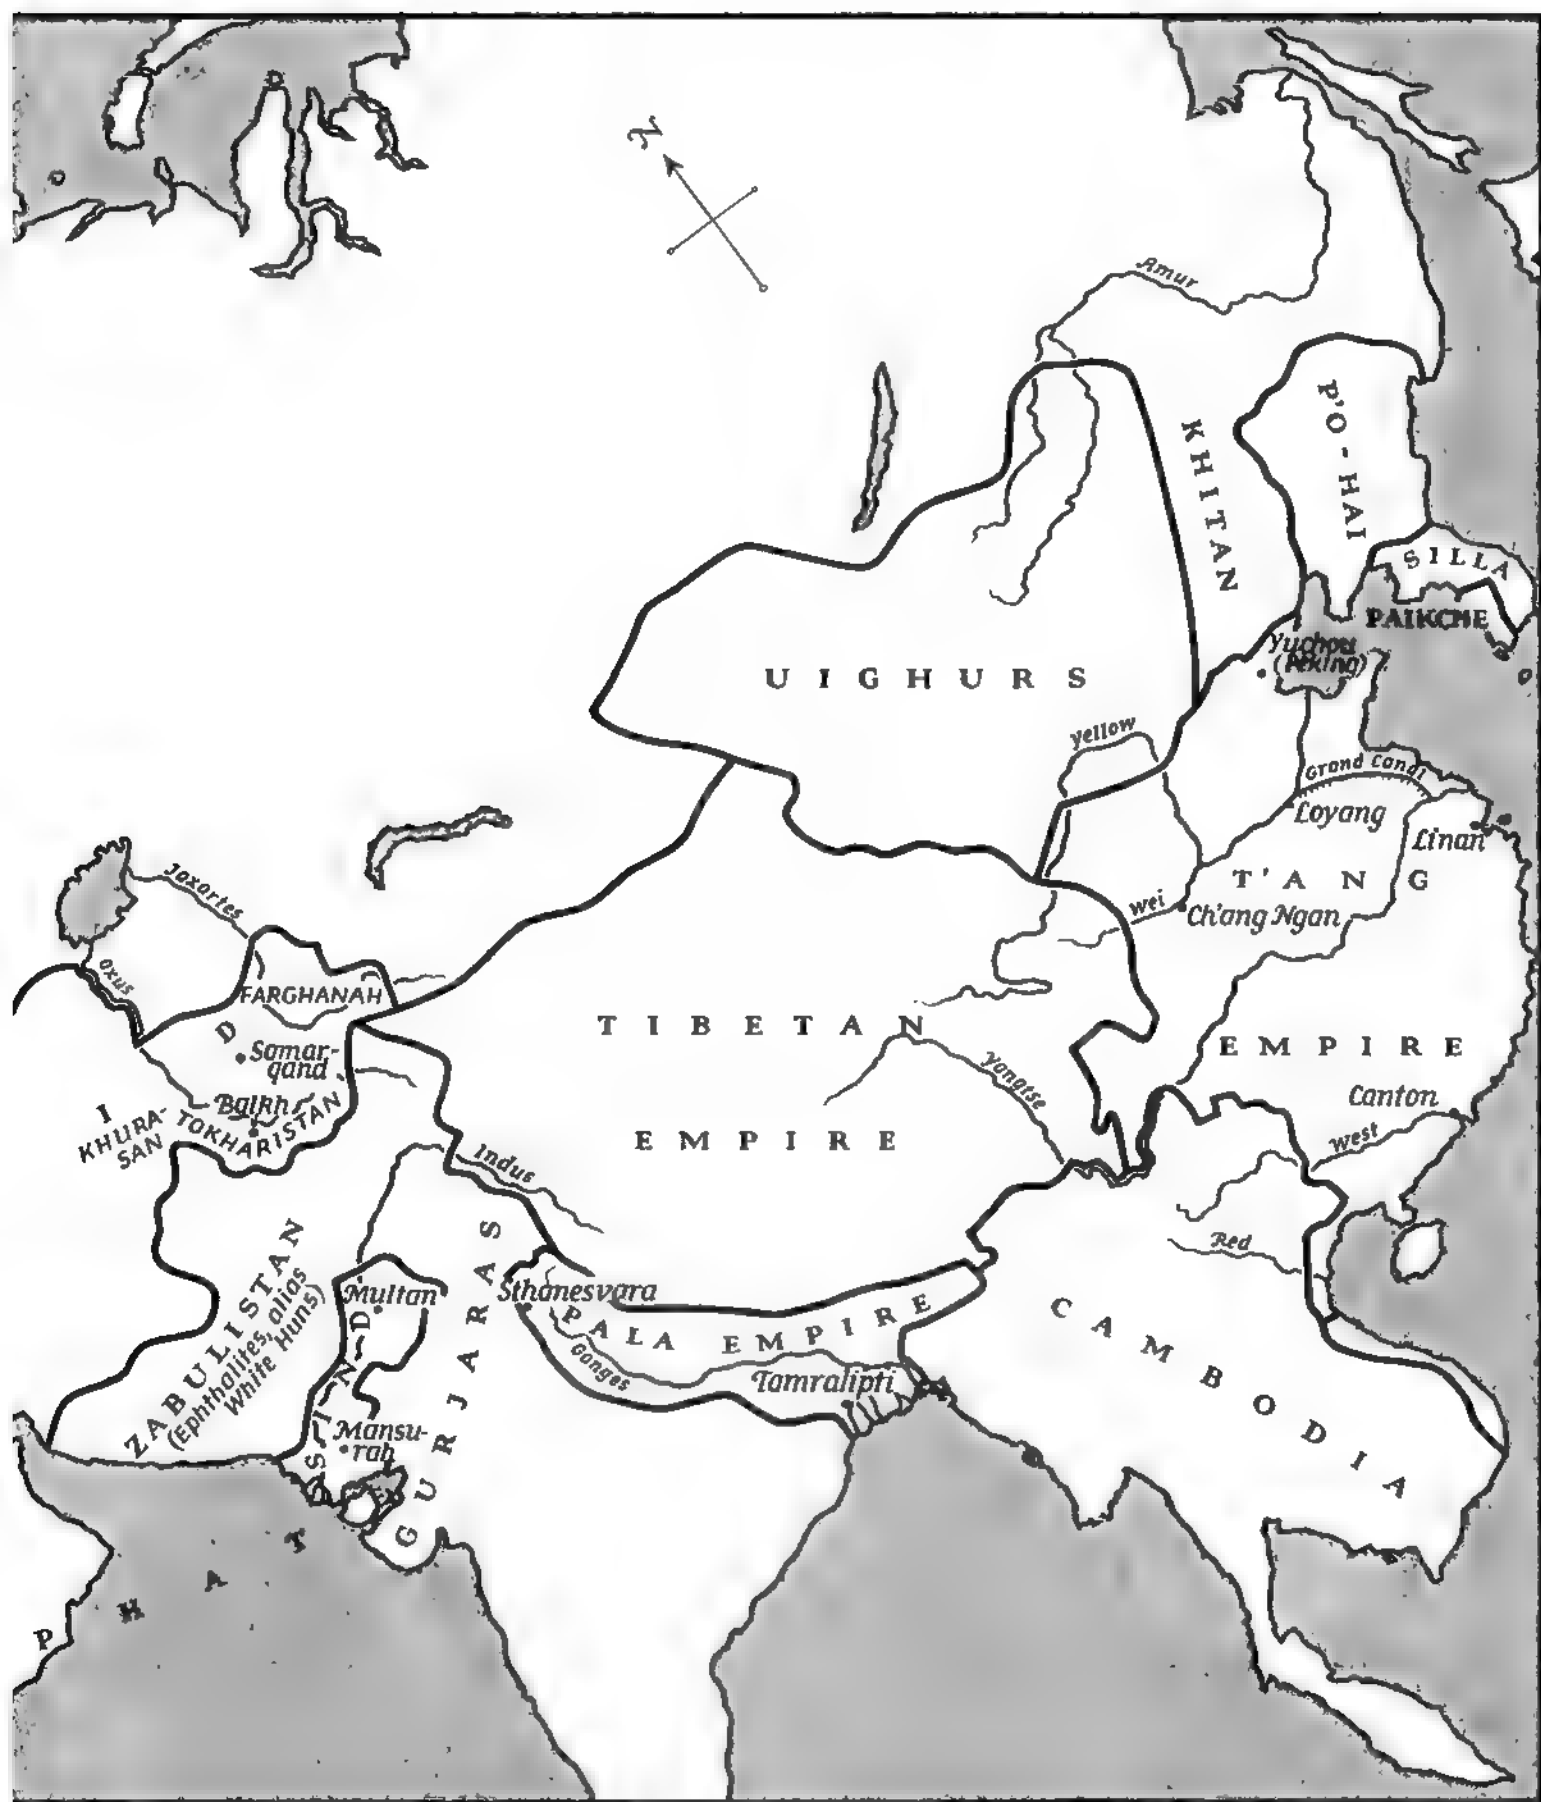 N
Amur
KHITAN
P'O-HAI
SILLA
PAIKCHE
(Peking)
UIGHURS
Yellow
Grand Canal
Loyang
Linan
T'ANG
Wei
Ch'ang Ngan
Jaxartes
Oxus
FARGHANAH
D
Samar-
qand
TIBETAN
Yangtse
EMPIRE
Canton
Balkh
TOKHARISTAN
I
KHURA-
SAN
EMPIRE
West
Indus
Red
ZABULISTAN
(Ephthalites, alias
White Huns)
Multan
SIND
Mansu-
rah
GURJARAS
Sthanesvara
PALA EMPIRE
Ganges
Tamralipti
CAMBODIA
P H A T